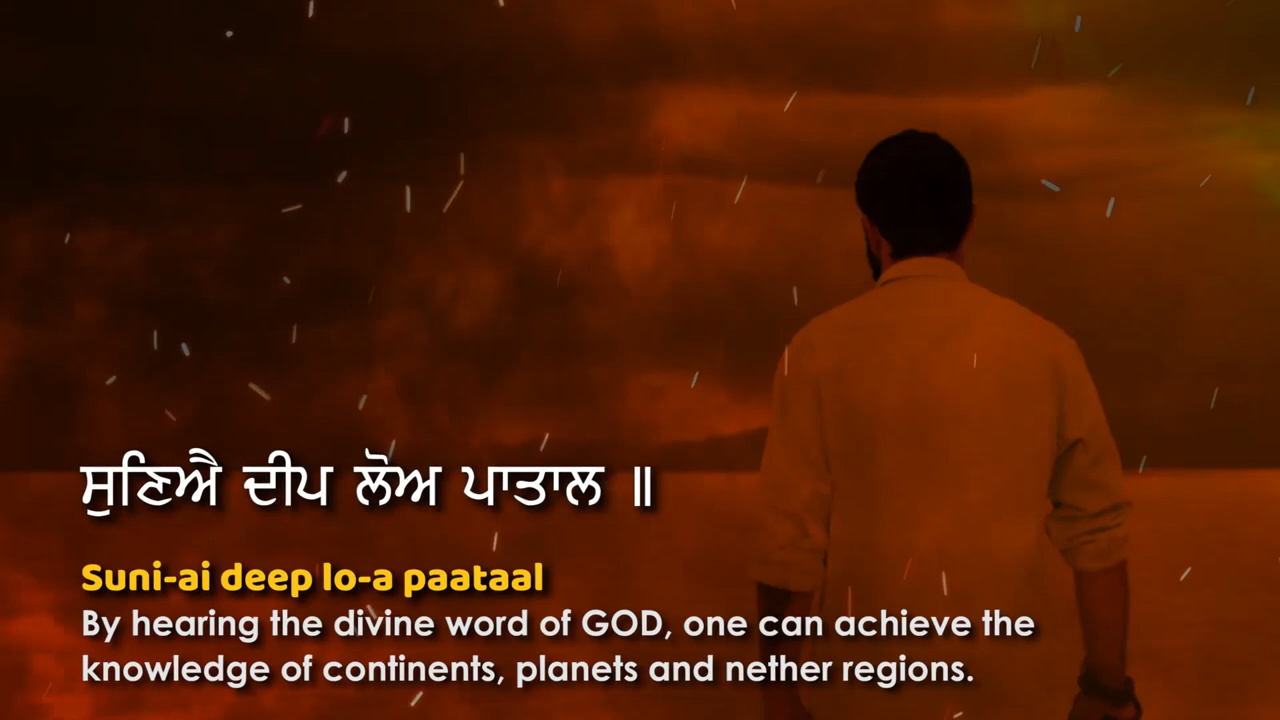 ਸੁਣਿਐ ਦੀਪ ਲੋਅ ਪਾਤਾਲ ॥
Suni-ai deep lo-a paataal
By hearing the divine word of GOD, one can achieve the
knowledge of continents, planets and nether regions.